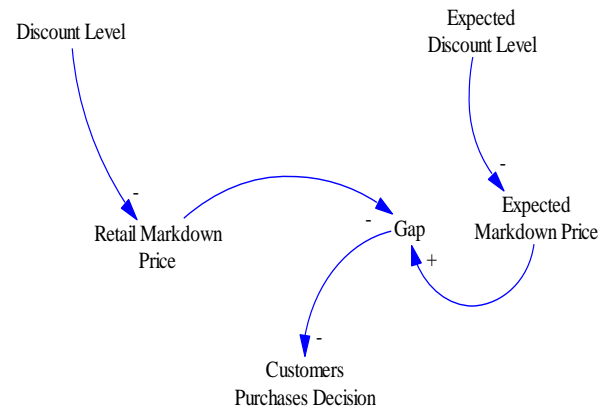 Discount Level
Expected
Discount Level
-
-
Retail Markdown
Price
-
Gap
Expected
Markdown Price
+
-
Customers
Purchases Decision